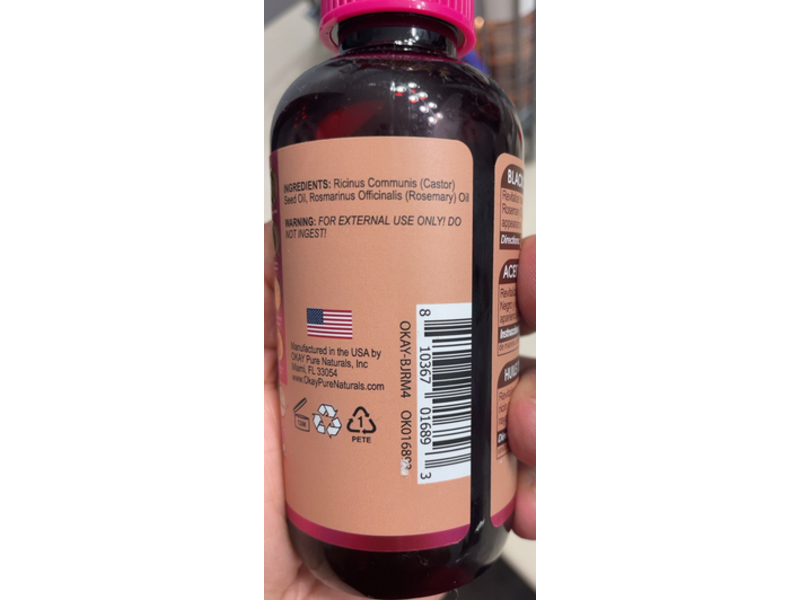 INGREDIENTS: Ricinus Communis (Castor)
Seed Oil, Rosmarinus Officinalis (Rosemary) Oil
WARNING: FOR EXTERNAL USE ONLY! DO
NOT INGEST!
Manufactured in the USA by
OKAY Pure Naturals, Inc
Miami, FL 33054
www.OkayPureNaturals.com
12M
1
PETE
OKAY-BJRM4
8 10367 01689 3